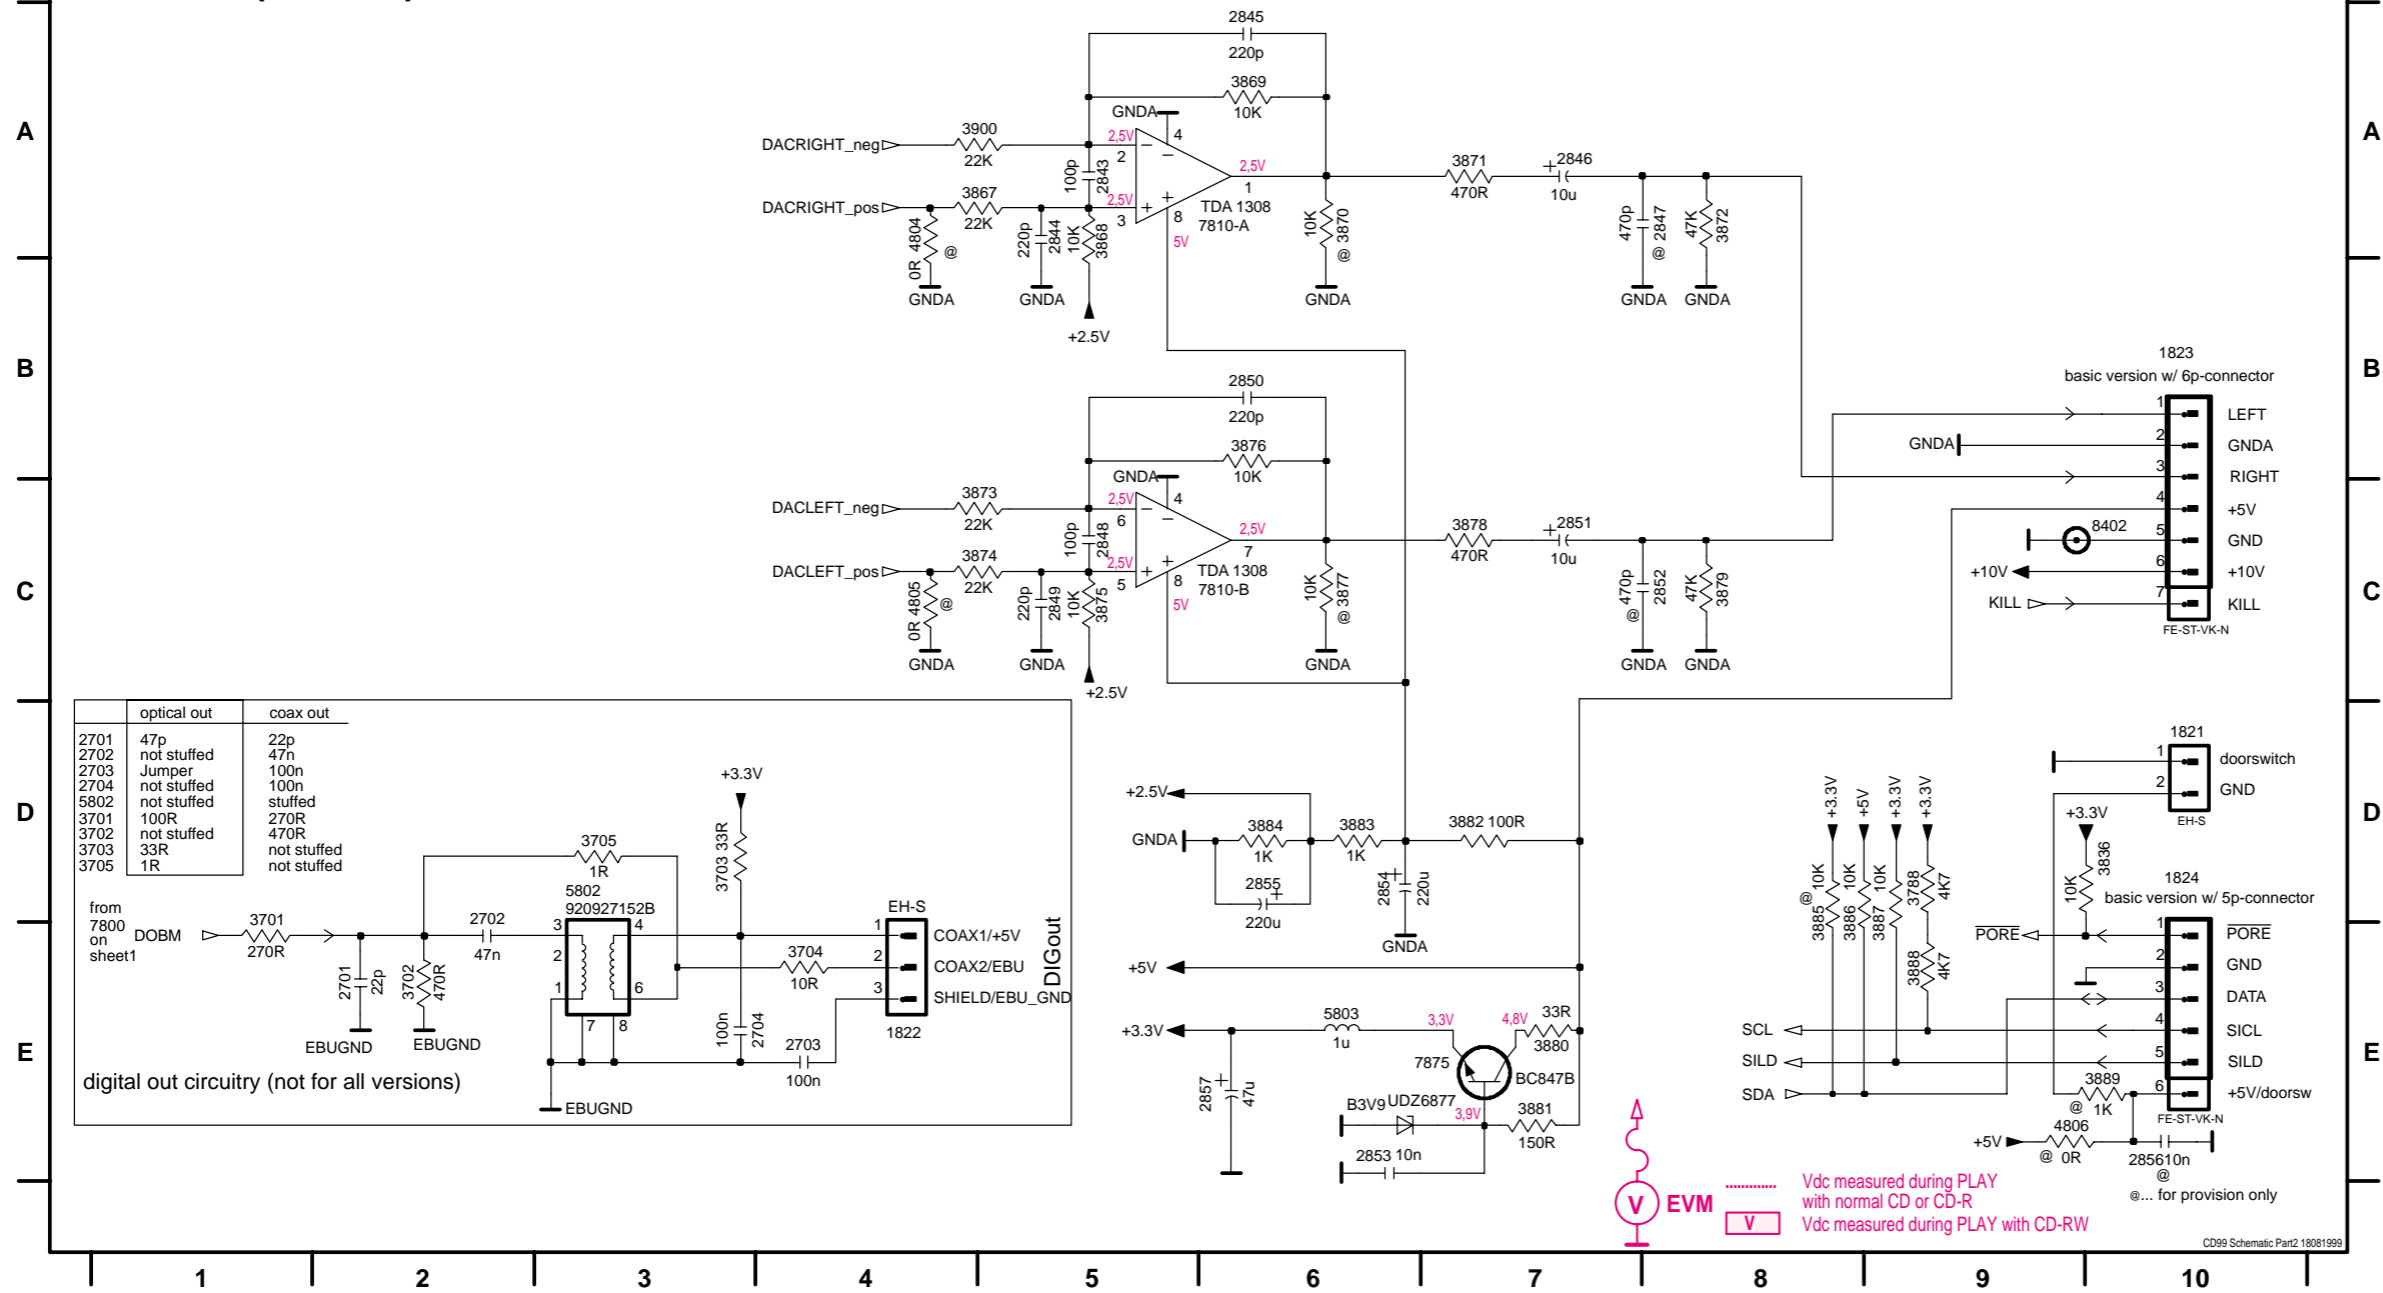 2845
220p
3869
10K
A
A
GNDA
4
DACRIGHT_neg
3900
22K
2,5V
2
100p
2843
2,5V
1
3871
470R
2846
10u
DACRIGHT_pos
3867
22K
2,5V
3
TDA 1308
7810-A
8
5V
0R 4804
@
220p
2844
10K
3868
10K
@ 3870
470p
@ 2847
47K
3872
GNDA
GNDA
GNDA
GNDA
GNDA
+2.5V
B
B
1823
basic version w/ 6p-connector
2850
220p
3876
10K
1
LEFT
GNDA
2
GNDA
3
RIGHT
4
+5V
8402
5
GND
+10V
6
+10V
KILL
7
KILL
FE-ST-VK-N
GNDA
4
DACLEFT_neg
3873
22K
2,5V
6
100p
2848
2,5V
7
3878
470R
2851
10u
DACLEFT_pos
3874
22K
2,5V
5
TDA 1308
7810-B
8
5V
C
C
0R 4805
@
220p
2849
10K
3875
10K
@ 3877
@ 470p
2852
47K
3879
GNDA
GNDA
GNDA
GNDA
GNDA
+2.5V
optical out
coax out
2701 47p 22p
2702 not stuffed 47n
2703 Jumper 100n
2704 not stuffed 100n
5802 not stuffed stuffed
3701 100R 270R
3702 not stuffed 470R
3703 33R not stuffed
3705 1R not stuffed
+3.3V
3703 33R
3705
1R
5802
920927152B
from
7800
on
sheet1
DOBM
3701
270R
2702
47n
2701
22p
3702
470R
EBUGND
EBUGND
3
2
1
4
6
7
8
3704
10R
EH-S
1
COAX1/+5V
2
COAX2/EBU
3
SHIELD/EBU_GND
1822
DIGout
100n
2704
2703
100n
EBUGND
digital out circuitry (not for all versions)
D
D
+2.5V
GNDA
3884
1K
3883
1K
3882 100R
2855
220u
2854
220u
GNDA
+5V
+3.3V
5803
1u
3,3V
4,8V
33R
3880
7875
BC847B
2857
47u
B3V9
UDZ6877
3,9V
3881
150R
2853 10n
1821
1
doorswitch
2
GND
EH-S
+3.3V
+5V
+3.3V
+3.3V
+3.3V
@ 10K
3885
10K
3886
10K
3887
3788
4K7
3888
4K7
10K
3836
1824
basic version w/ 5p-connector
PORE
1
PORE
2
GND
3
DATA
SCL
4
SICL
SILD
5
SILD
SDA
3889
@ 1K
6
+5V/doorsw
FE-ST-VK-N
+5V
4806
@ 0R
285610n
@
@... for provision only
E
E
V
EVM
Vdc measured during PLAY
with normal CD or CD-R
V
Vdc measured during PLAY with CD-RW
CD99 Schematic Part2 18081999
1
2
3
4
5
6
7
8
9
10